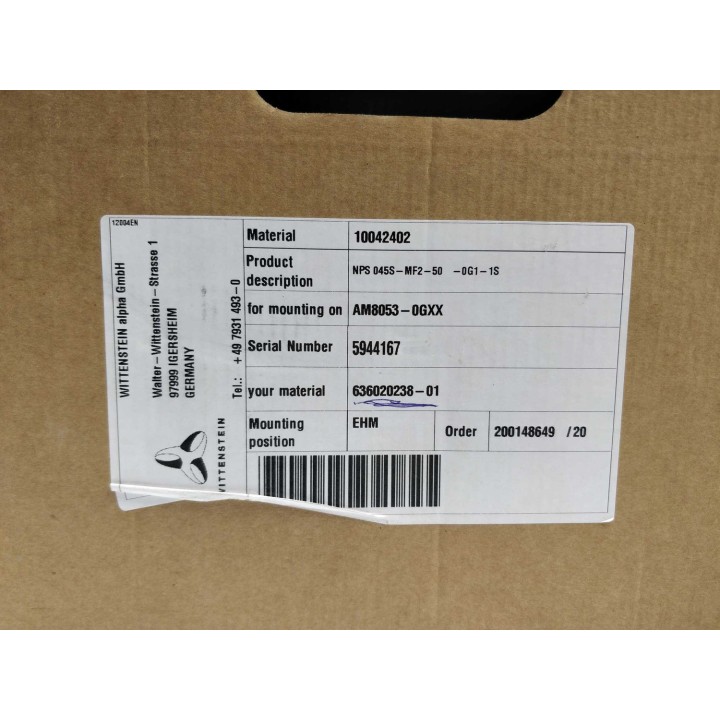 12004EN
WITTENSTEIN alpha GmbH
Walter-Wittenstein-Strasse 1
97999 IGERSHEIM
GERMANY
Tel.: +49 7931 493-0
WITTENSTEIN
Material 10042402
Product description NPS 045S-MF2-50 -0G1-1S
for mounting on AM8053-0GXX
Serial Number 5944167
your material 636020238-01
Mounting position EHM Order 200148649 /20